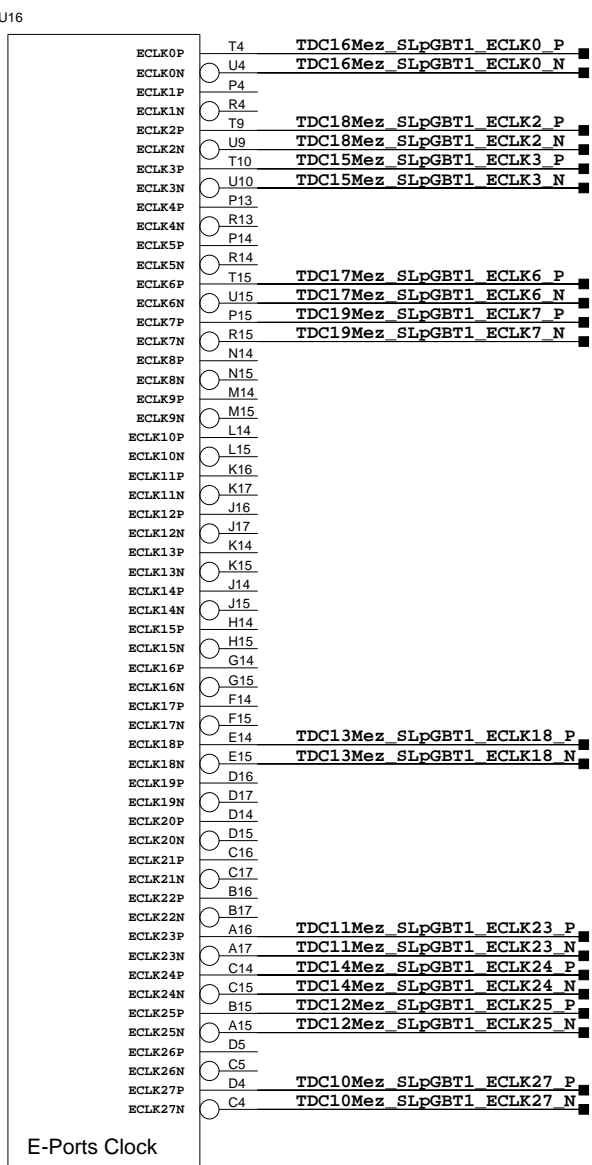 U16
ECLK0P T4 TDC16Mez_SLpGBT1_ECLK0_P
ECLK0N U4 TDC16Mez_SLpGBT1_ECLK0_N
ECLK1P P4
ECLK1N R4
ECLK2P T9 TDC18Mez_SLpGBT1_ECLK2_P
ECLK2N U9 TDC18Mez_SLpGBT1_ECLK2_N
ECLK3P T10 TDC15Mez_SLpGBT1_ECLK3_P
ECLK3N U10 TDC15Mez_SLpGBT1_ECLK3_N
ECLK4P P13
ECLK4N R13
ECLK5P P14
ECLK5N R14
ECLK6P T15 TDC17Mez_SLpGBT1_ECLK6_P
ECLK6N U15 TDC17Mez_SLpGBT1_ECLK6_N
ECLK7P P15 TDC19Mez_SLpGBT1_ECLK7_P
ECLK7N R15 TDC19Mez_SLpGBT1_ECLK7_N
ECLK8P N14
ECLK8N N15
ECLK9P M14
ECLK9N M15
ECLK10P L14
ECLK10N L15
ECLK11P K16
ECLK11N K17
ECLK12P J16
ECLK12N J17
ECLK13P K14
ECLK13N K15
ECLK14P J14
ECLK14N J15
ECLK15P H14
ECLK15N H15
ECLK16P G14
ECLK16N G15
ECLK17P F14
ECLK17N F15
ECLK18P E14 TDC13Mez_SLpGBT1_ECLK18_P
ECLK18N E15 TDC13Mez_SLpGBT1_ECLK18_N
ECLK19P D16
ECLK19N D17
ECLK20P D14
ECLK20N D15
ECLK21P C16
ECLK21N C17
ECLK22P B16
ECLK22N B17
ECLK23P A16 TDC11Mez_SLpGBT1_ECLK23_P
ECLK23N A17 TDC11Mez_SLpGBT1_ECLK23_N
ECLK24P C14 TDC14Mez_SLpGBT1_ECLK24_P
ECLK24N C15 TDC14Mez_SLpGBT1_ECLK24_N
ECLK25P B15 TDC12Mez_SLpGBT1_ECLK25_P
ECLK25N A15 TDC12Mez_SLpGBT1_ECLK25_N
ECLK26P D5
ECLK26N C5
ECLK27P D4 TDC10Mez_SLpGBT1_ECLK27_P
ECLK27N C4 TDC10Mez_SLpGBT1_ECLK27_N
E-Ports Clock